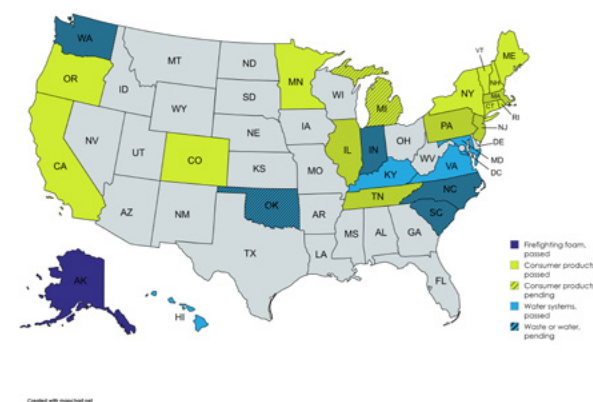 WA
MT
ND
MN
VT
ME
OR
ID
SD
WI
MI
NY
NH
MA
CT
RI
WY
NE
IA
PA
NJ
NV
UT
CO
IL
IN
OH
DE
CA
KS
MO
WV
VA
MD
KY
DC
AZ
NM
OK
AR
TN
NC
SC
MS
AL
GA
TX
LA
FL
AK
HI
Firefighting foam,
passed
Consumer products
passed
Consumer products
pending
Water systems,
passed
Waste or water,
pending
Created with mapchart.net